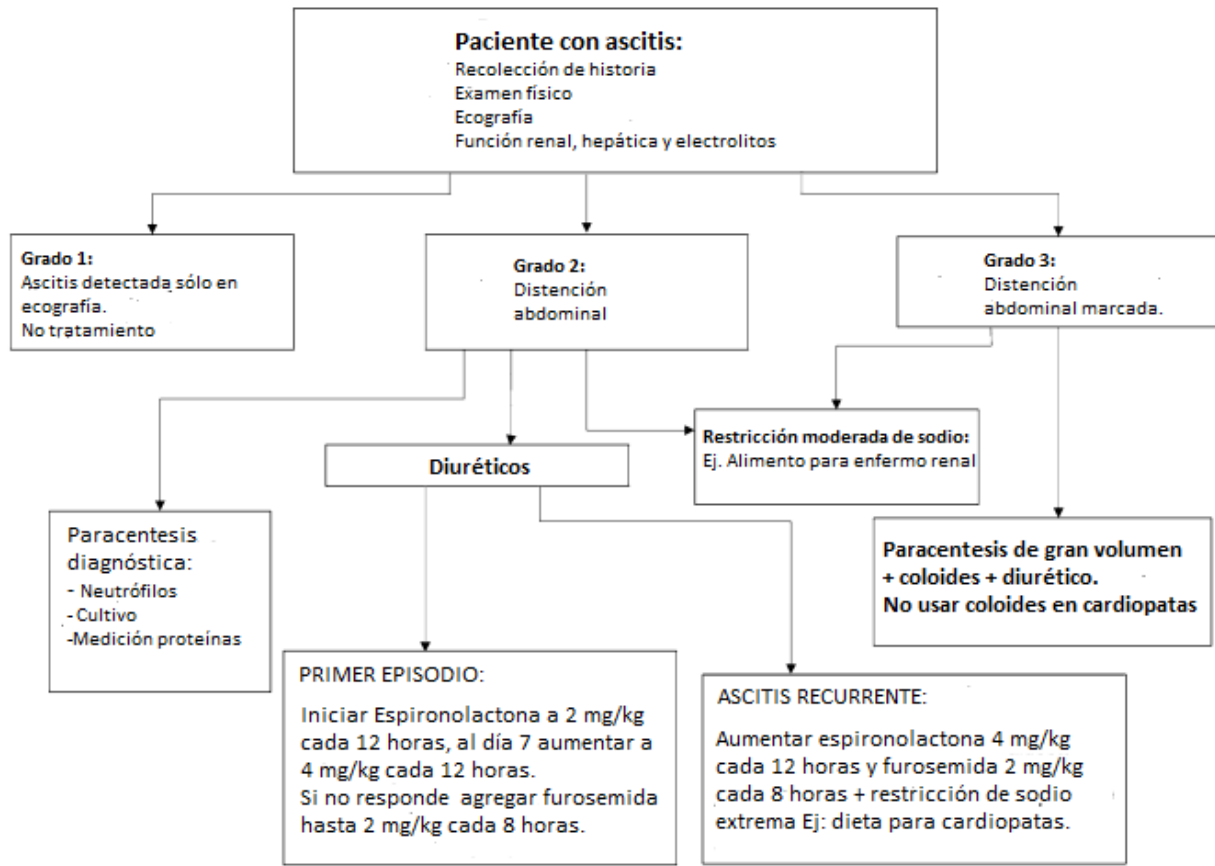 Paciente con ascitis:
Recolección de historia
Examen físico
Ecografía
Función renal, hepática y electrolitos
Grado 1:
Ascitis detectada sólo en
ecografía.
No tratamiento
Grado 2:
Distención
abdominal
Grado 3:
Distención
abdominal marcada.
Restricción moderada de sodio:
Ej. Alimento para enfermo renal
Diuréticos
Paracentesis
diagnóstica:
- Neutrófilos
- Cultivo
-Medición proteínas
Paracentesis de gran volumen
+ coloides + diurético.
No usar coloides en cardiopatas
PRIMER EPISODIO:
Iniciar Espironolactona a 2 mg/kg
cada 12 horas, al día 7 aumentar a
4 mg/kg cada 12 horas.
Si no responde agregar furosemida
hasta 2 mg/kg cada 8 horas.
ASCITIS RECURRENTE:
Aumentar espironolactona 4 mg/kg
cada 12 horas y furosemida 2 mg/kg
cada 8 horas + restricción de sodio
extrema Ej: dieta para cardiopatas.